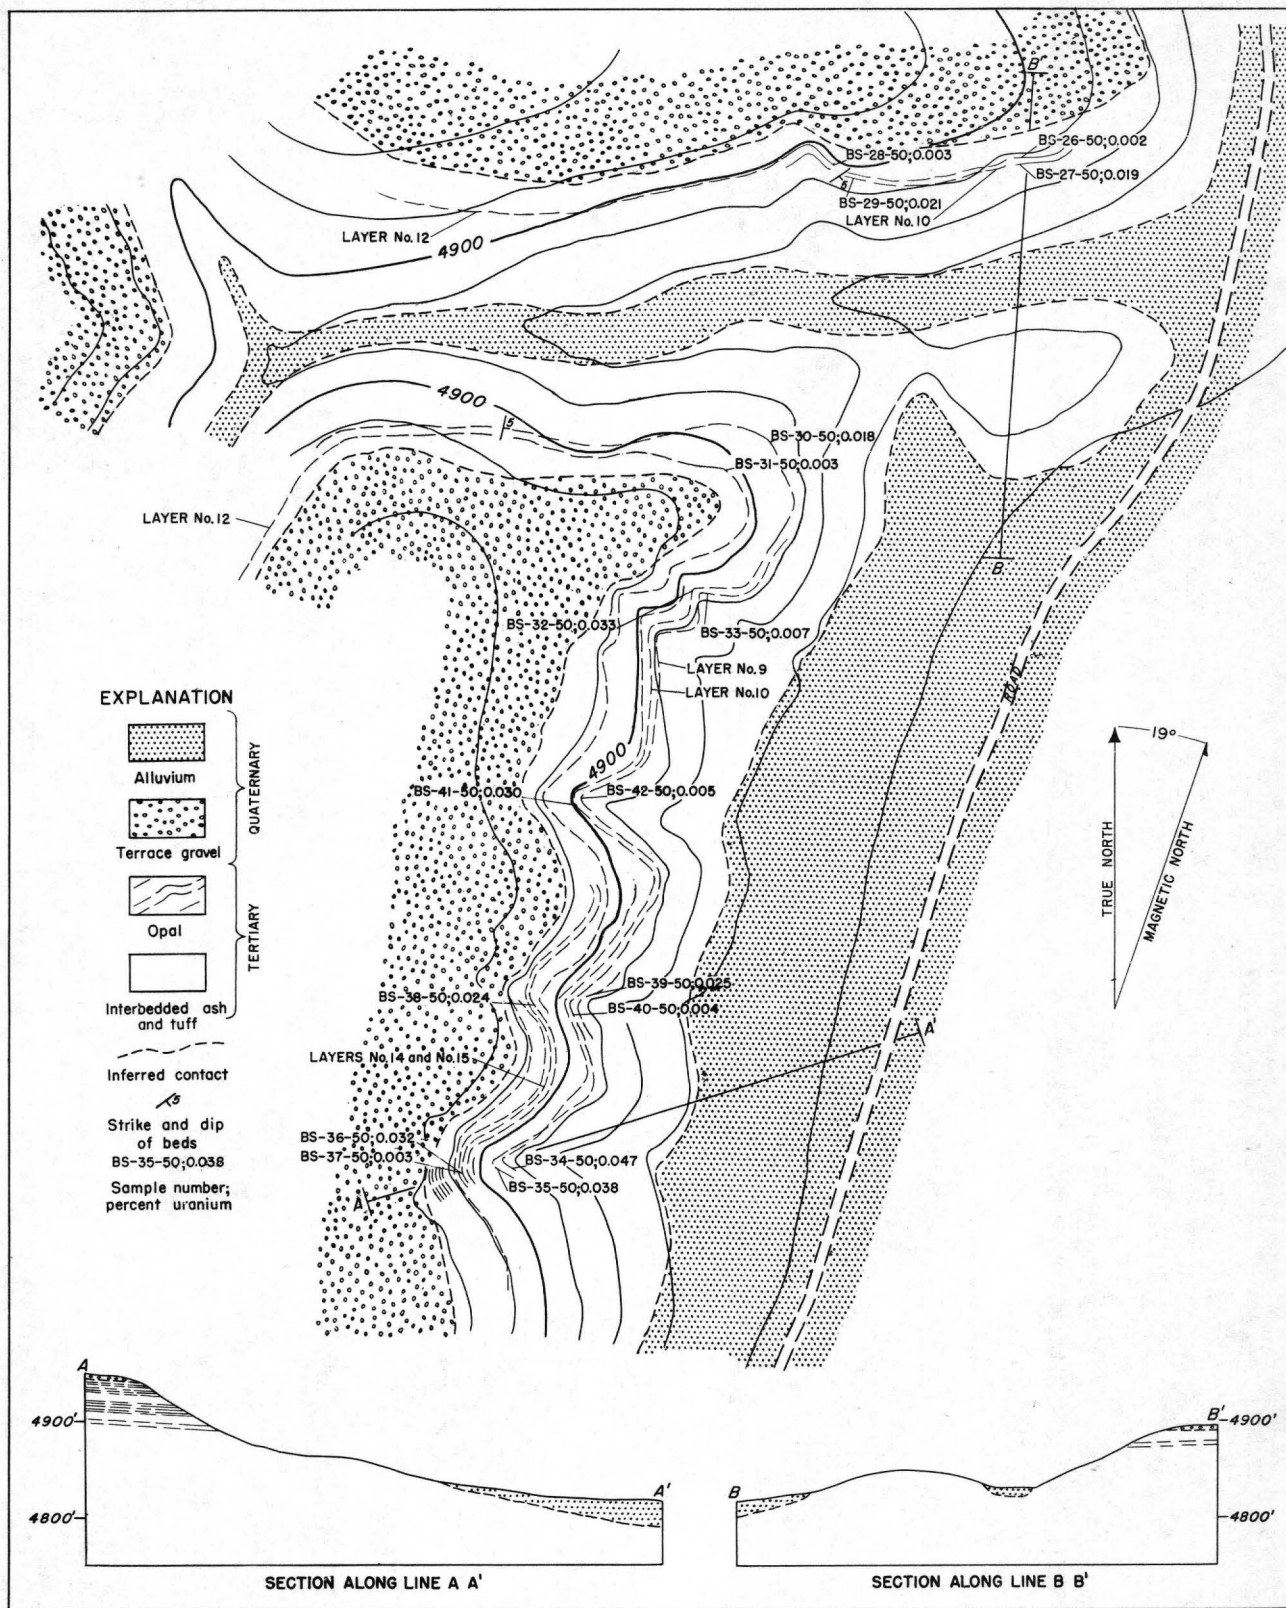 B'
BS-26-50;0.002
BS-28-50;0.003
BS-27-50;0.019
5
BS-29-50;0.021
LAYER No.10
LAYER No.12
4900
4900
5
BS-30-50;0.018
BS-31-50;0.003
LAYER No.12
B
BS-32-50;0.033
BS-33-50;0.007
LAYER No.9
LAYER No.10
ROAD
4900
BS-41-50;0.030
BS-42-50;0.005
BS-39-50;0.025
BS-38-50;0.024
BS-40-50;0.004
A'
LAYERS No.14 and No.15
BS-36-50;0.032
BS-37-50;0.003
BS-34-50;0.047
BS-35-50;0.038
A
EXPLANATION
Alluvium
Terrace gravel
QUATERNARY
Opal
Interbedded ash
and tuff
TERTIARY
Inferred contact
5
Strike and dip
of beds
BS-35-50;0.038
Sample number;
percent uranium
19°
TRUE NORTH
MAGNETIC NORTH
A
4900'
4800'
A'
SECTION ALONG LINE A A'
B
B'
4900'
4800'
SECTION ALONG LINE B B'